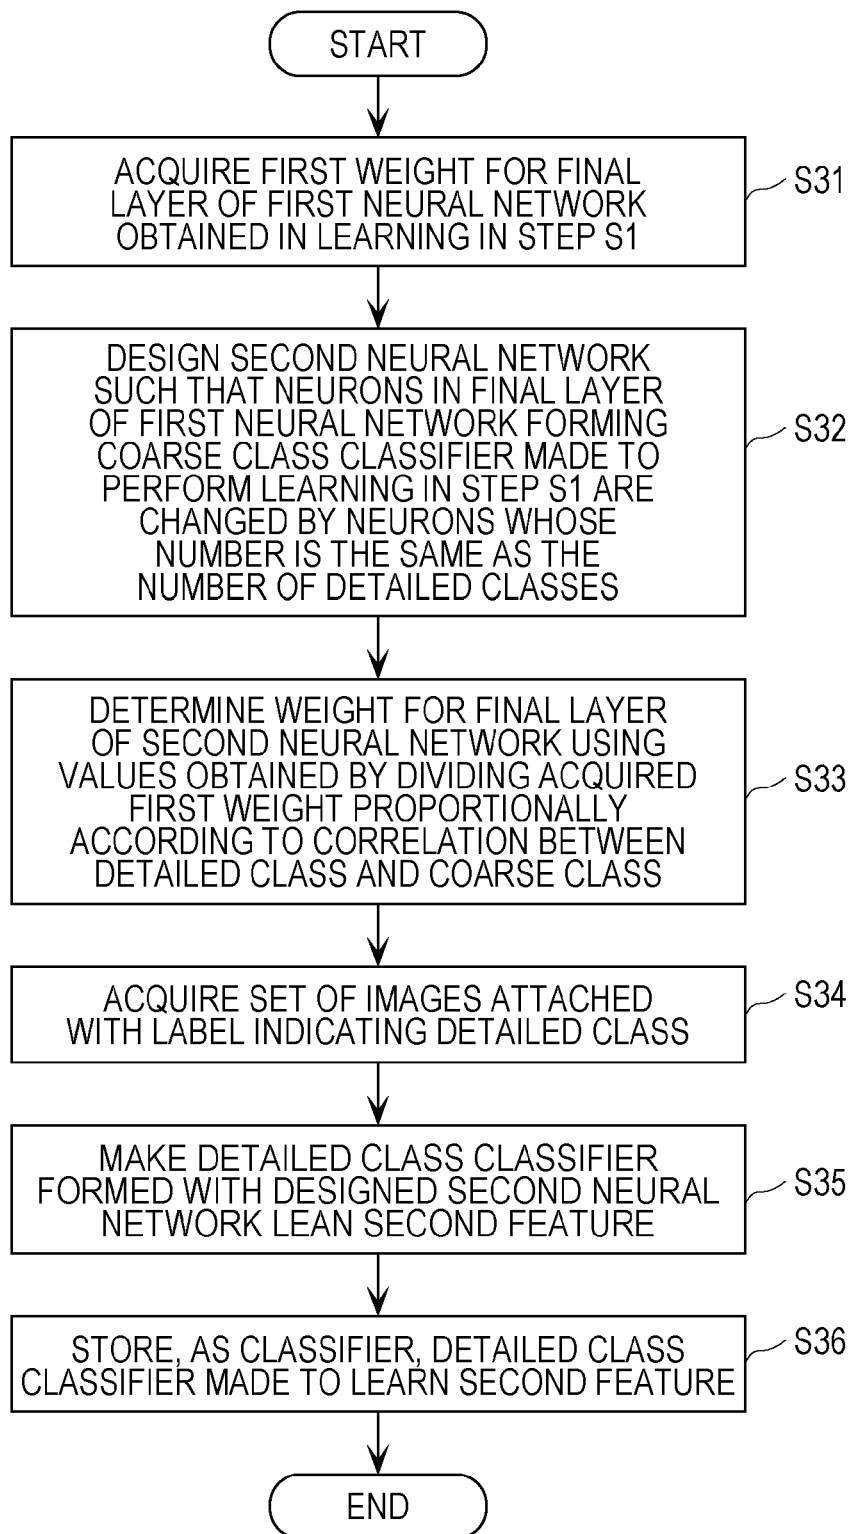 START
ACQUIRE FIRST WEIGHT FOR FINAL
LAYER OF FIRST NEURAL NETWORK
OBTAINED IN LEARNING IN STEP S1
S31
DESIGN SECOND NEURAL NETWORK
SUCH THAT NEURONS IN FINAL LAYER
OF FIRST NEURAL NETWORK FORMING
COARSE CLASS CLASSIFIER MADE TO
PERFORM LEARNING IN STEP S1 ARE
CHANGED BY NEURONS WHOSE
NUMBER IS THE SAME AS THE
NUMBER OF DETAILED CLASSES
S32
DETERMINE WEIGHT FOR FINAL LAYER
OF SECOND NEURAL NETWORK USING
VALUES OBTAINED BY DIVIDING ACQUIRED
FIRST WEIGHT PROPORTIONALLY
ACCORDING TO CORRELATION BETWEEN
DETAILED CLASS AND COARSE CLASS
S33
ACQUIRE SET OF IMAGES ATTACHED
WITH LABEL INDICATING DETAILED CLASS
S34
MAKE DETAILED CLASS CLASSIFIER
FORMED WITH DESIGNED SECOND NEURAL
NETWORK LEAN SECOND FEATURE
S35
STORE, AS CLASSIFIER, DETAILED CLASS
CLASSIFIER MADE TO LEARN SECOND FEATURE
S36
END